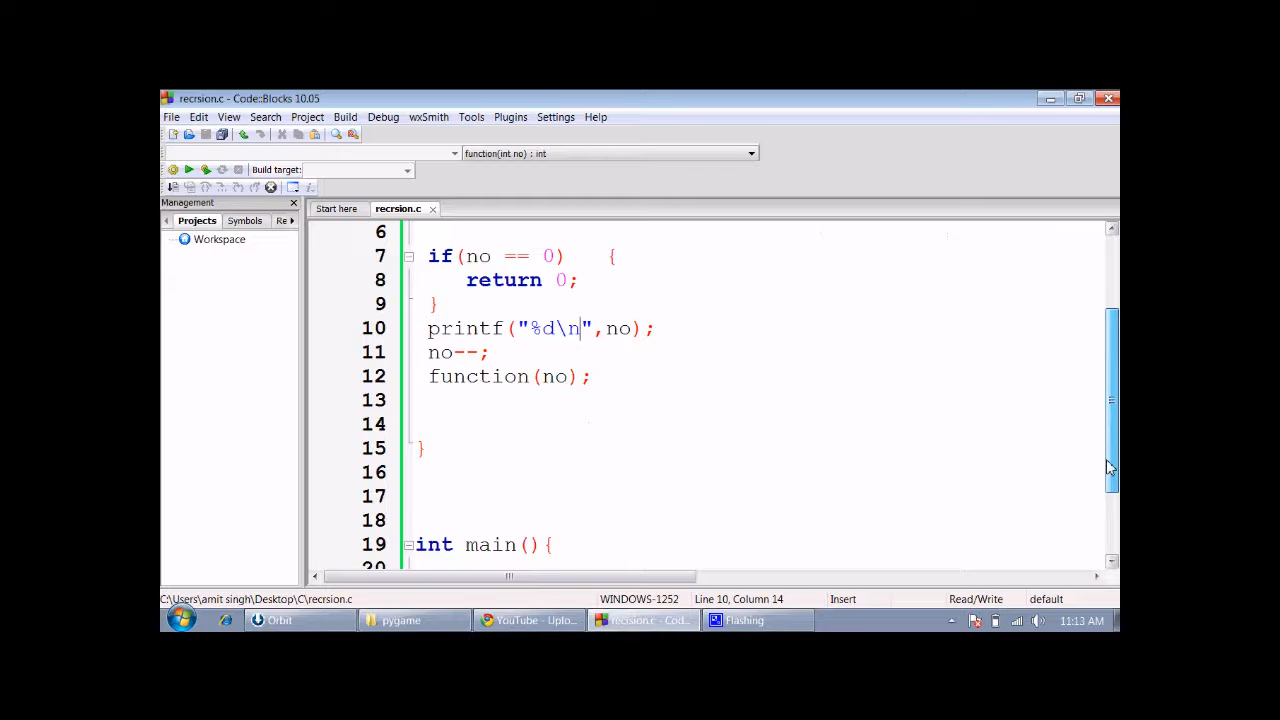 recrsion.c - Code::Blocks 10.05
File Edit View Search Project Build Debug wxSmith Tools Plugins Settings Help
function(int no) : int
Build target:
Management
Projects Symbols Re
Workspace
Start here recrsion.c
6
7 if(no == 0) {
8 return 0;
9 }
10 printf("%d\n",no);
11 no--;
12 function(no);
13
14
15 }
16
17
18
19 int main(){
20
C:\Users\amit singh\Desktop\C\recrsion.c WINDOWS-1252 Line 10, Column 14 Insert Read/Write default
Orbit pygame YouTube - Uplo... recrsion.c - Cod... Flashing 11:13 AM